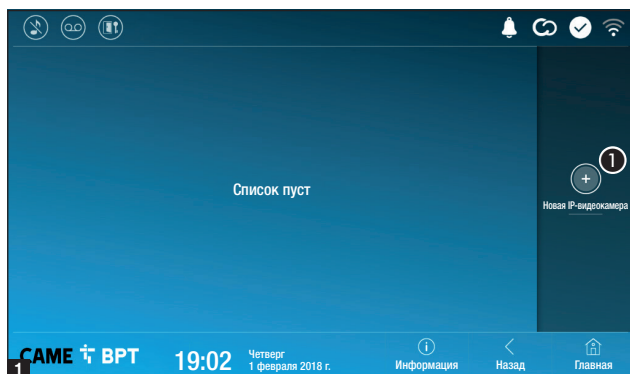 1
Список пуст
Новая IP-видеокамера
CAME BPT
19:02
Четверг
1 февраля 2018 г.
Информация
Назад
Главная
1